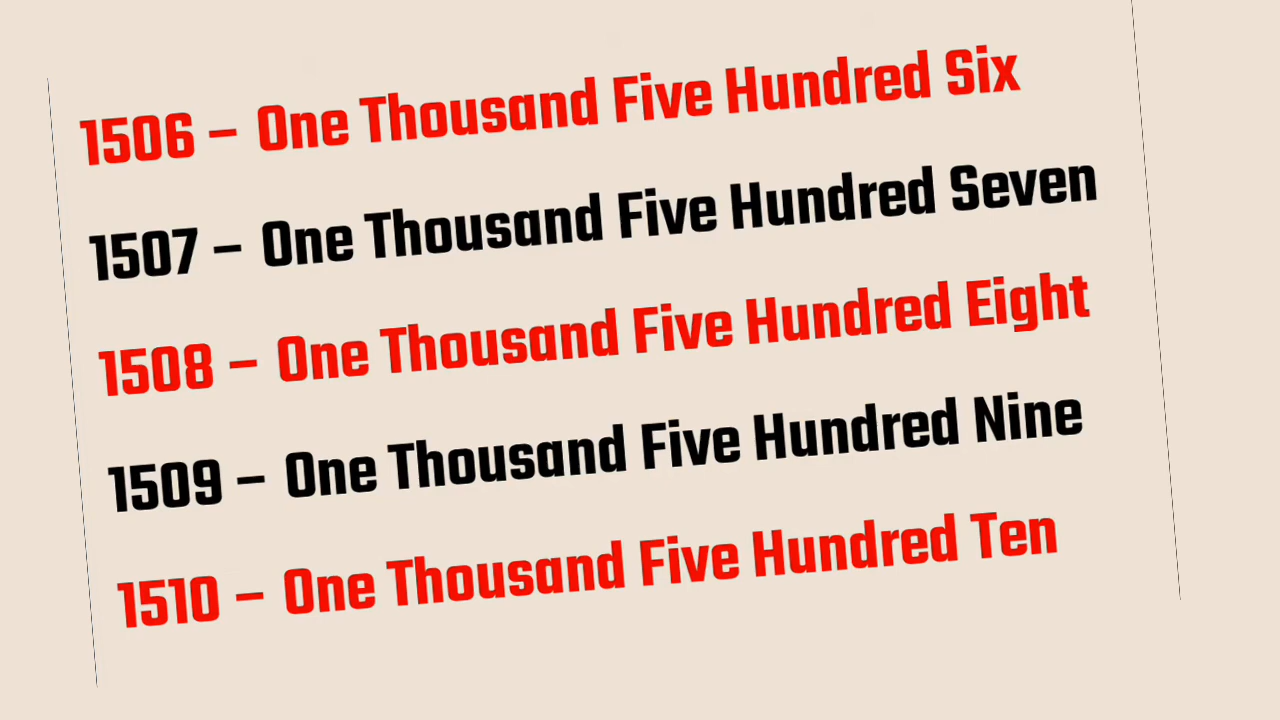 1506 – One Thousand Five Hundred Six
1507 – One Thousand Five Hundred Seven
1508 – One Thousand Five Hundred Eight
1509 – One Thousand Five Hundred Nine
1510 – One Thousand Five Hundred Ten